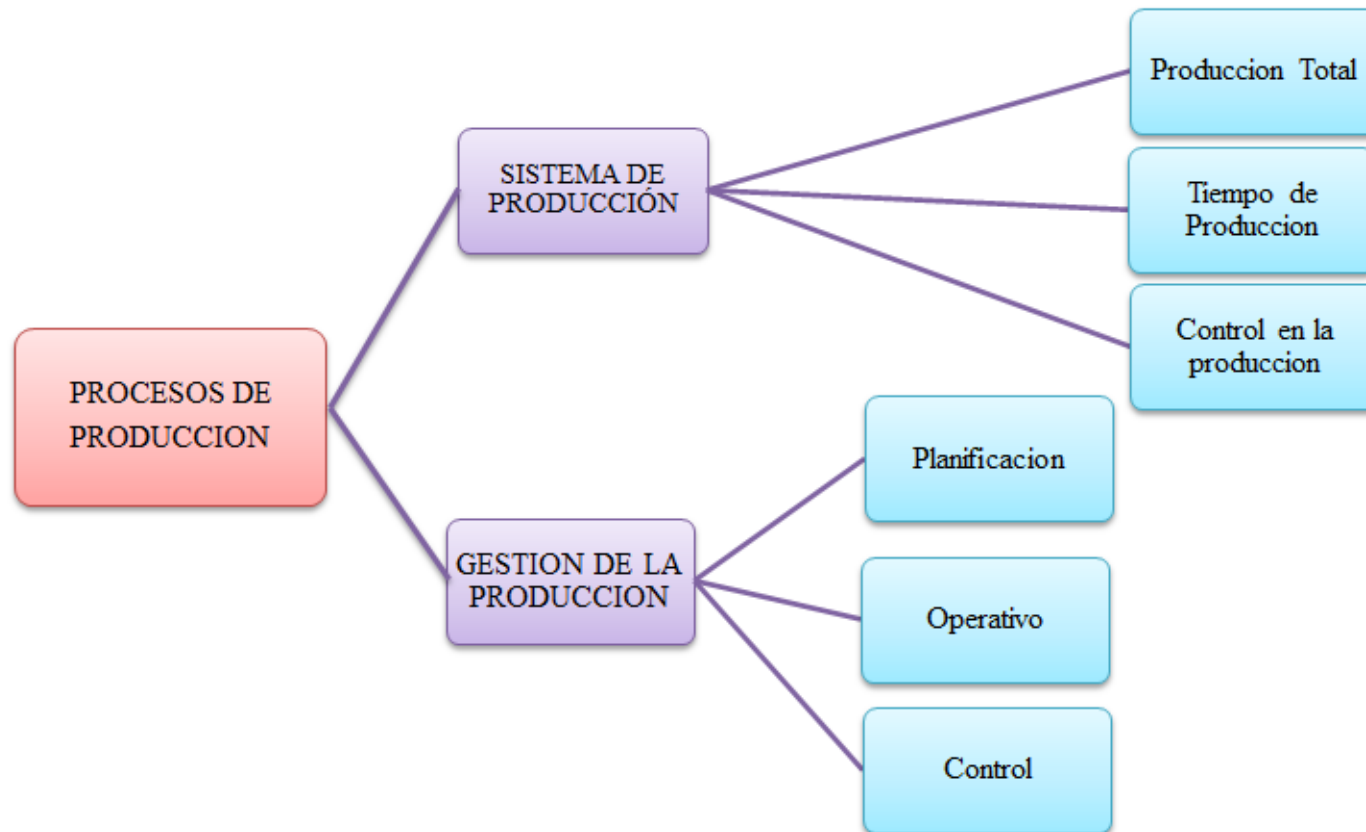 PROCESOS DE
PRODUCCION
SISTEMA DE
PRODUCCIÓN
Produccion Total
Tiempo de
Produccion
Control en la
produccion
GESTION DE LA
PRODUCCION
Planificacion
Operativo
Control